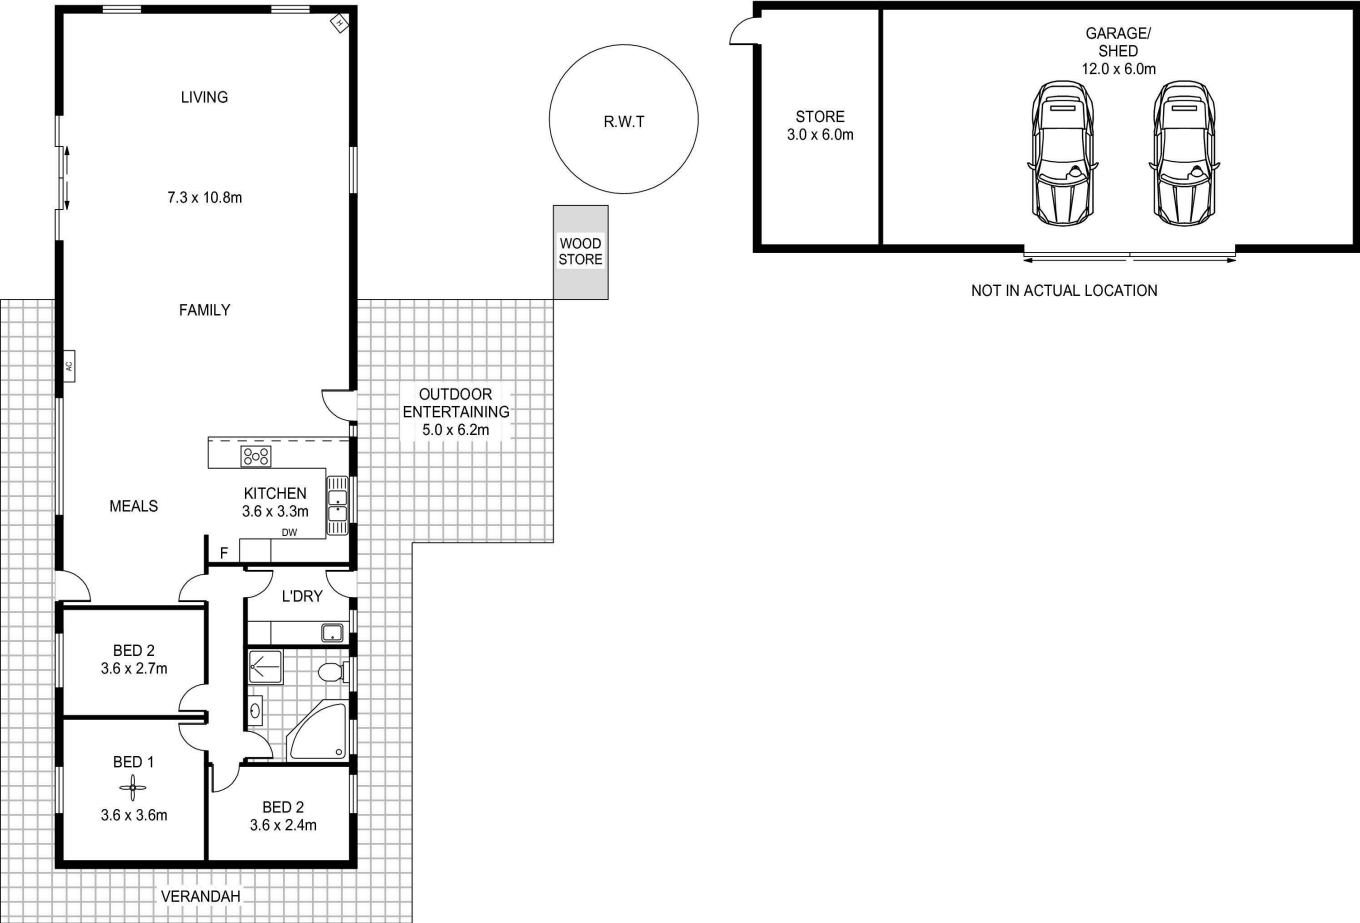 H
LIVING
7.3 x 10.8m
FAMILY
AC
MEALS
KITCHEN
3.6 x 3.3m
DW
F
L'DRY
BED 2
3.6 x 2.7m
BED 1
3.6 x 3.6m
BED 2
3.6 x 2.4m
VERANDAH
OUTDOOR
ENTERTAINING
5.0 x 6.2m
R.W.T
WOOD
STORE
STORE
3.0 x 6.0m
GARAGE/
SHED
12.0 x 6.0m
NOT IN ACTUAL LOCATION